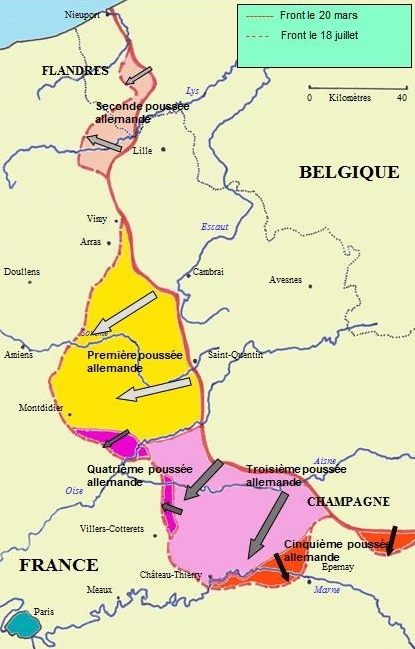 Nieuport
Front le 20 mars
Front le 18 juillet
FLANDRES
Lys
0 Kilomètres 40
Seconde poussée
allemande
Lille
BELGIQUE
Vimy
Escaut
Arras
Doullens
Cambrai
Avesnes
Somme
Amiens
Première poussée
allemande
Saint-Quentin
Montdidier
Aisne
Quatrième poussée
allemande
Troisième poussée
allemande
Oise
CHAMPAGNE
Villers-Cotterets
Cinquième poussée
allemande
FRANCE
Château-Thierry
Epernay
Meaux
Marne
Paris